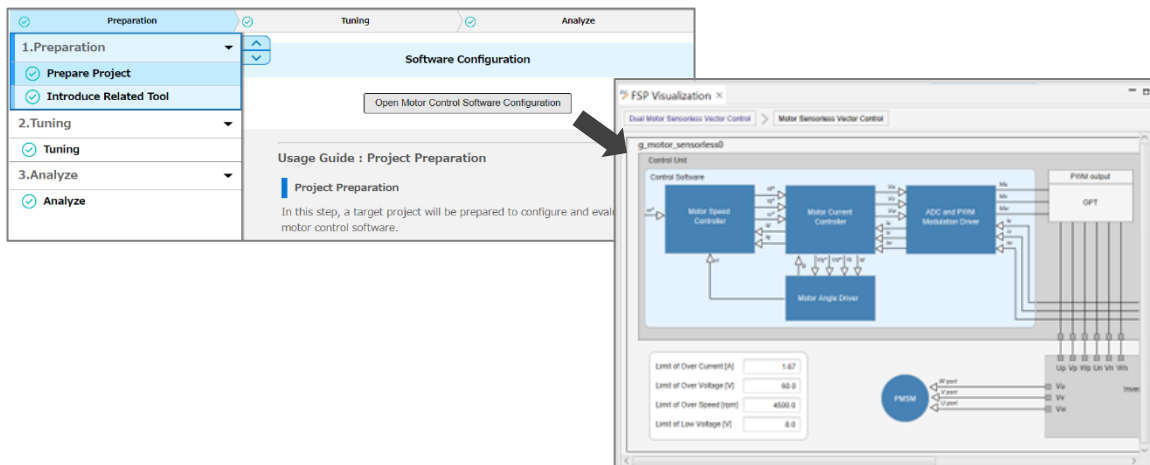 Preparation
Tuning
Analyze
1.Preparation
Prepare Project
Introduce Related Tool
2.Tuning
Tuning
3.Analyze
Analyze
Software Configuration
Open Motor Control Software Configuration
Usage Guide : Project Preparation
Project Preparation
In this step, a target project will be prepared to configure and
motor control software.
FSP Visualization
Dual Motor Sensorless Vector Control
Motor Sensorless Vector Control
g_motor_sensorless0
Control Unit
Control Software
Motor Speed
Controller
Motor Current
Controller
ADC and PWM
Modulation Driver
Motor Angle Driver
PWM output
GPT
Up Vp Wp Un Vn Wn
Limit of Over Current [A] 1.67
Limit of Over Voltage [V] 60.0
Limit of Over Speed [rpm] 4500.0
Limit of Low Voltage [V] 8.0
PMSM
W port
V port
U port
Vu
Vv
Vw